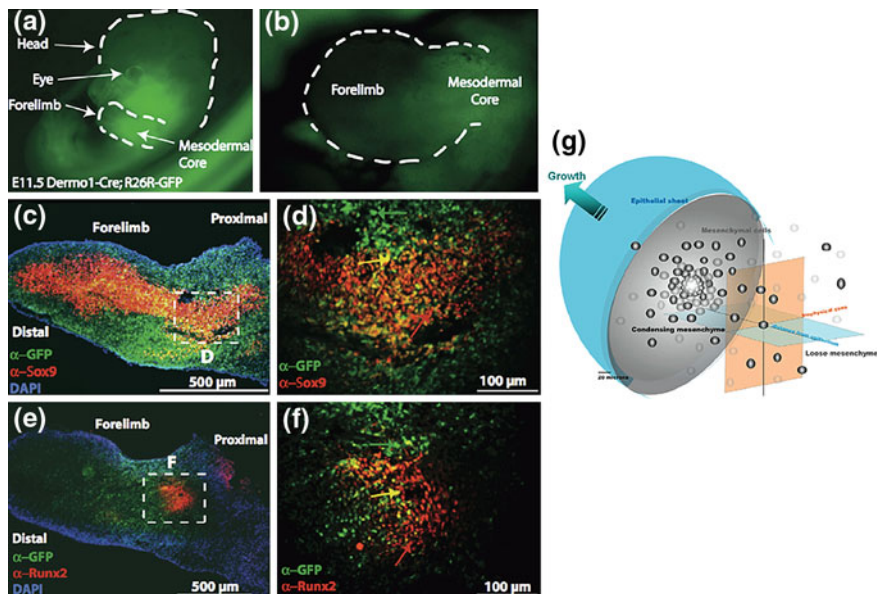 (a)
Head
Eye
Forelimb
Mesodermal
Core
E11.5 Dermo1-Cre; R26R-GFP
(b)
Forelimb
Mesodermal
Core
(c)
Forelimb
Proximal
Distal
D
α-GFP
α-Sox9
DAPI
500 μm
(d)
α-GFP
α-Sox9
100 μm
(e)
Forelimb
Proximal
F
Distal
α-GFP
α-Runx2
DAPI
500 μm
(f)
α-GFP
α-Runx2
100 μm
(g)
Growth
Epithelial sheet
Mesenchymal cells
Condensing mesenchyme
Loose mesenchyme
20 microns